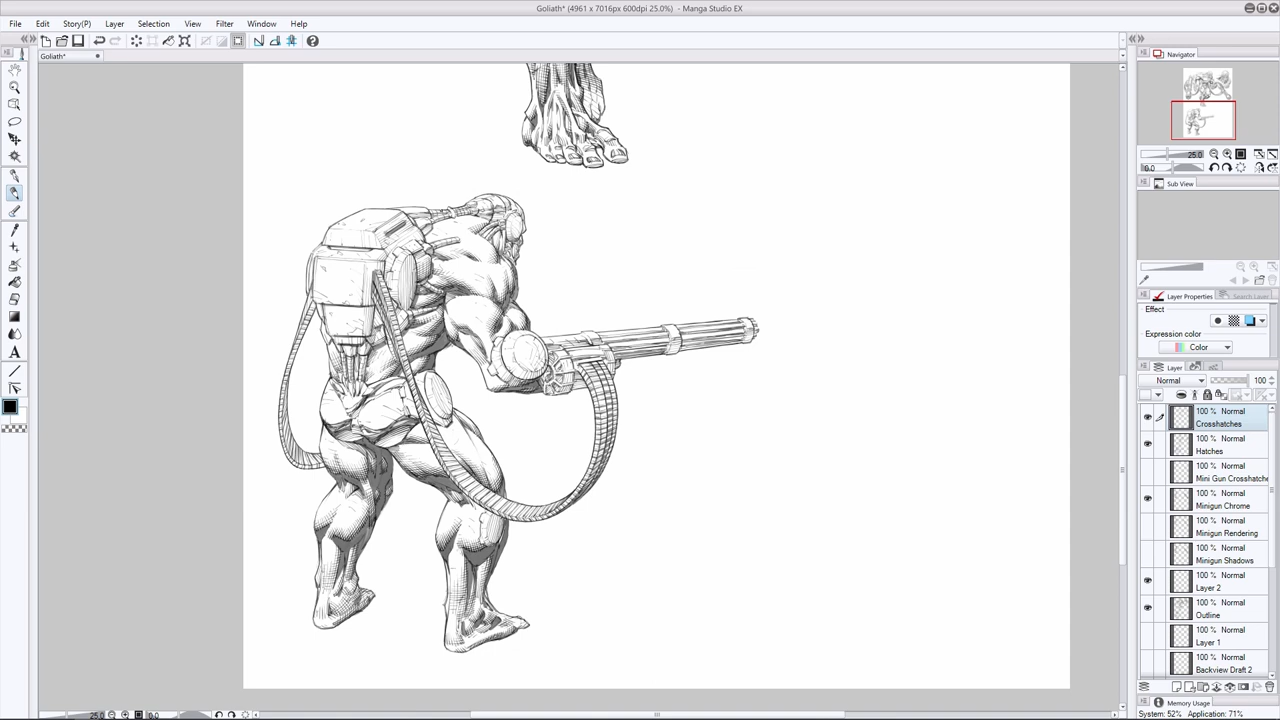 Goliath* (4961 x 7016px 600dpi 25.0%) - Manga Studio EX
File Edit Story(P) Layer Selection View Filter Window Help
Goliath*
Navigator
25.0
0.0
Sub View
Layer Properties Search Layer
Effect
Expression color
Color
Layer
Normal 100
100 % Normal
Crosshatches
100 % Normal
Hatches
100 % Normal
Mini Gun Crosshatche
100 % Normal
Minigun Chrome
100 % Normal
Minigun Rendering
100 % Normal
Minigun Shadows
100 % Normal
Layer 2
100 % Normal
Outline
100 % Normal
Layer 1
100 % Normal
Backview Draft 2
Memory Usage
System: 52% Application: 71%
25.0 0.0